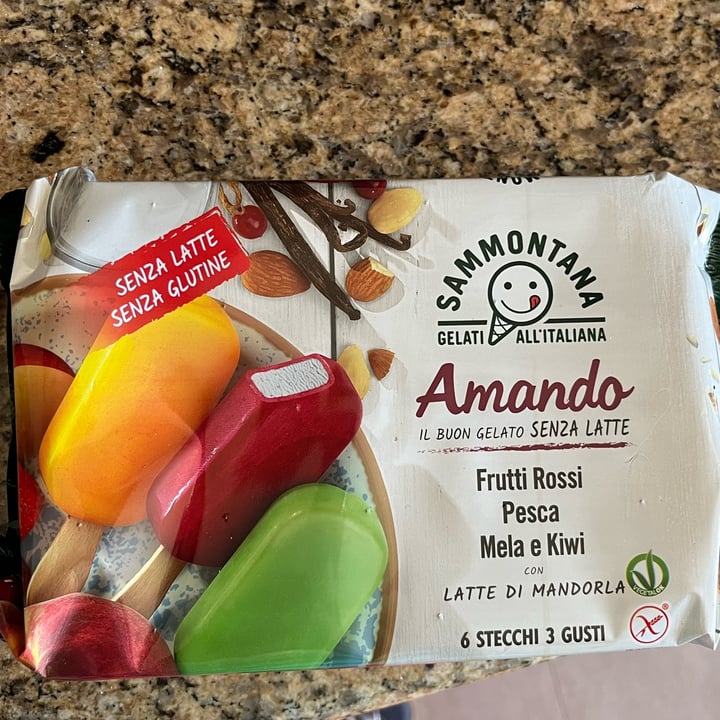 SENZA LATTE
SENZA GLUTINE
SAMMONTANA
GELATI ALL'ITALIANA
Amando
IL BUON GELATO SENZA LATTE
Frutti Rossi
Pesca
Mela e Kiwi
CON
LATTE DI MANDORLA
6 STECCHI 3 GUSTI